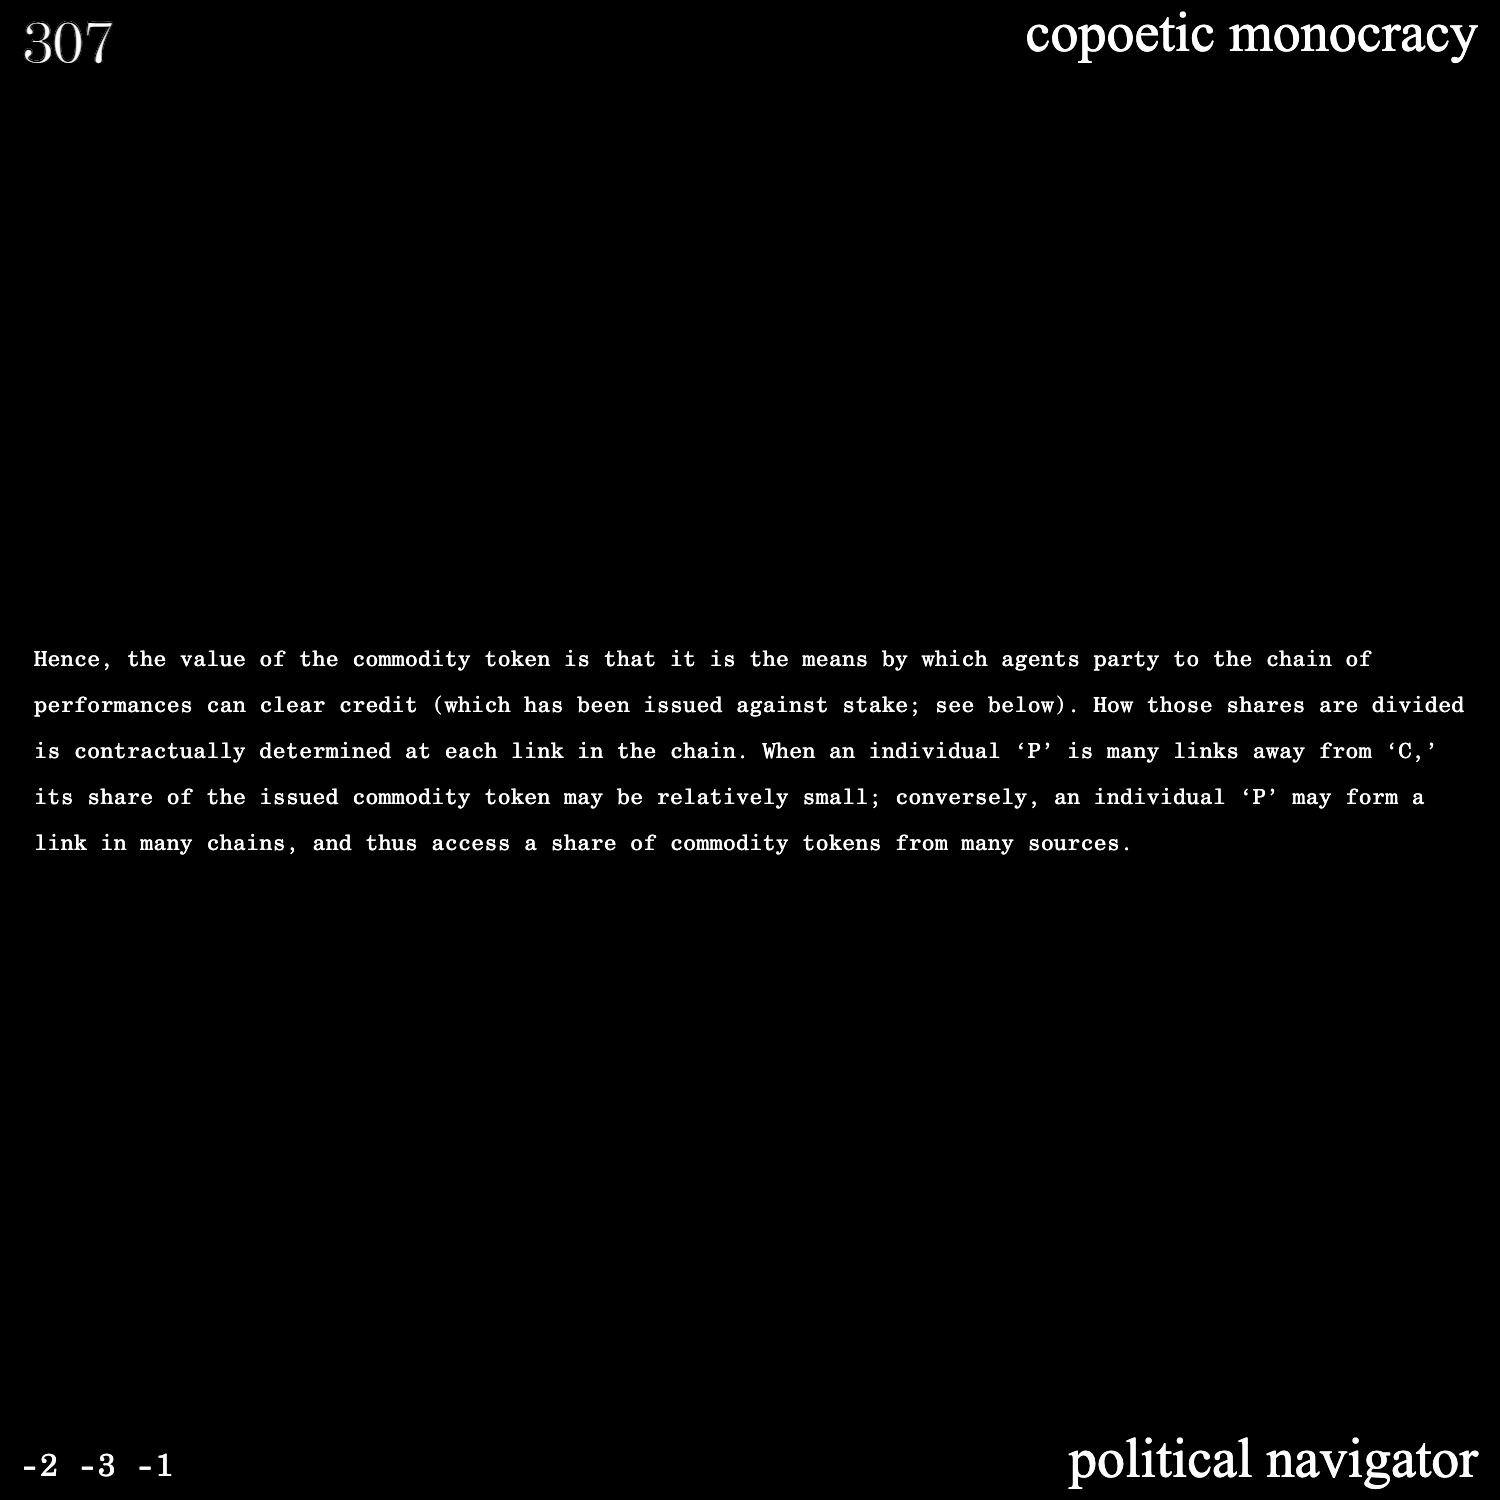 307
copoetic monocracy
Hence, the value of the commodity token is that it is the means by which agents party to the chain of
performances can clear credit (which has been issued against stake; see below). How those shares are divided
is contractually determined at each link in the chain. When an individual ‘P’ is many links away from ‘C,’
its share of the issued commodity token may be relatively small; conversely, an individual ‘P’ may form a
link in many chains, and thus access a share of commodity tokens from many sources.
-2 -3 -1
political navigator